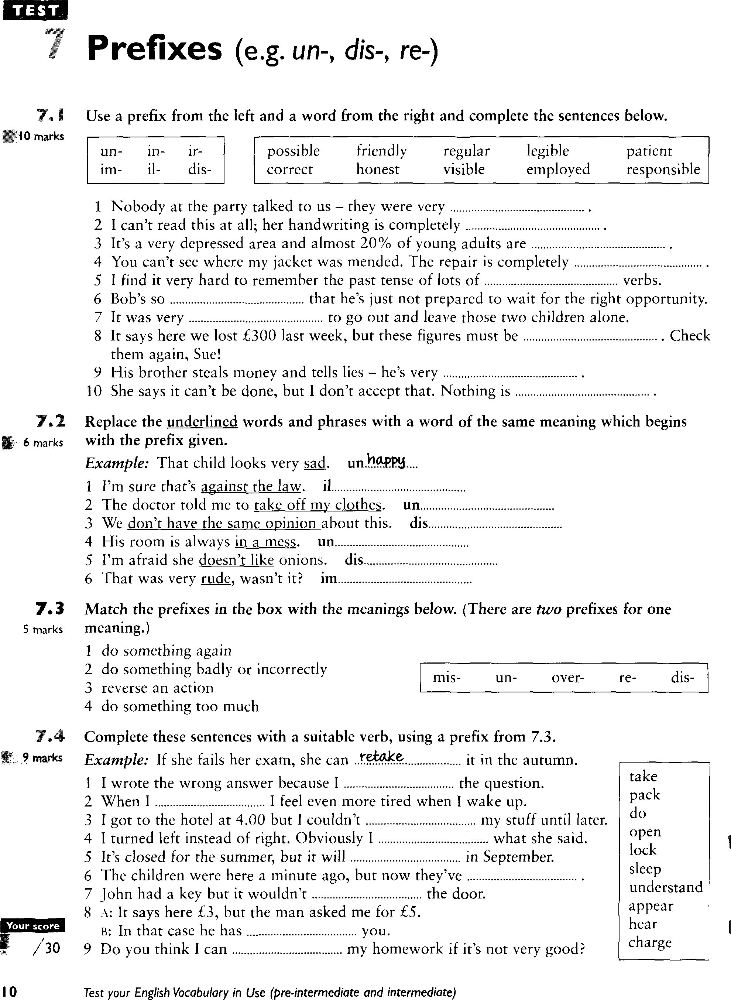 TEST
7 Prefixes (e.g. un-, dis-, re-)
7.1 Use a prefix from the left and a word from the right and complete the sentences below.
10 marks
un- in- ir-
im- il- dis-
possible friendly regular legible patient
correct honest visible employed responsible
1 Nobody at the party talked to us – they were very .......... .
2 I can't read this at all; her handwriting is completely .......... .
3 It's a very depressed area and almost 20% of young adults are .......... .
4 You can't see where my jacket was mended. The repair is completely .......... .
5 I find it very hard to remember the past tense of lots of .......... verbs.
6 Bob's so .......... that he's just not prepared to wait for the right opportunity.
7 It was very .......... to go out and leave those two children alone.
8 It says here we lost £300 last week, but these figures must be .......... . Check
them again, Sue!
9 His brother steals money and tells lies – he's very .......... .
10 She says it can't be done, but I don't accept that. Nothing is .......... .
7.2 Replace the underlined words and phrases with a word of the same meaning which begins
6 marks with the prefix given.
Example: That child looks very sad. unhappy....
1 I'm sure that's against the law. il..........
2 The doctor told me to take off my clothes. un..........
3 We don't have the same opinion about this. dis..........
4 His room is always in a mess. un..........
5 I'm afraid she doesn't like onions. dis..........
6 That was very rude, wasn't it? im..........
7.3 Match the prefixes in the box with the meanings below. (There are two prefixes for one
5 marks meaning.)
1 do something again
2 do something badly or incorrectly
3 reverse an action
4 do something too much
mis- un- over- re- dis-
7.4 Complete these sentences with a suitable verb, using a prefix from 7.3.
9 marks Example: If she fails her exam, she can ..retake.......... it in the autumn.
1 I wrote the wrong answer because I .......... the question.
2 When I .......... I feel even more tired when I wake up.
3 I got to the hotel at 4.00 but I couldn't .......... my stuff until later.
4 I turned left instead of right. Obviously I .......... what she said.
5 It's closed for the summer, but it will .......... in September.
6 The children were here a minute ago, but now they've .......... .
7 John had a key but it wouldn't .......... the door.
8 A: It says here £3, but the man asked me for £5.
B: In that case he has .......... you.
9 Do you think I can .......... my homework if it's not very good?
take
pack
do
open
lock
sleep
understand
appear
hear
charge
Your score
/30
10 Test your English Vocabulary in Use (pre-intermediate and intermediate)